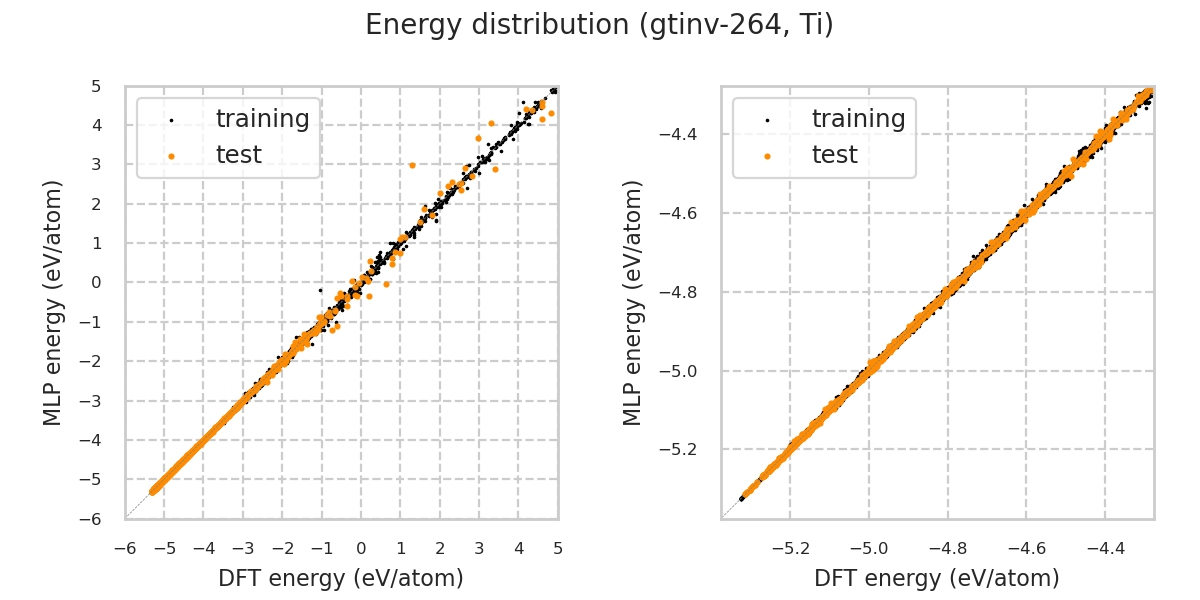 Energy distribution (gtinv-264, Ti)
MLP energy (eV/atom)
5
4
3
2
1
0
−1
−2
−3
−4
−5
−6
training
test
−6 −5 −4 −3 −2 −1 0 1 2 3 4 5
DFT energy (eV/atom)
MLP energy (eV/atom)
−4.4
−4.6
−4.8
−5.0
−5.2
training
test
−5.2 −5.0 −4.8 −4.6 −4.4
DFT energy (eV/atom)